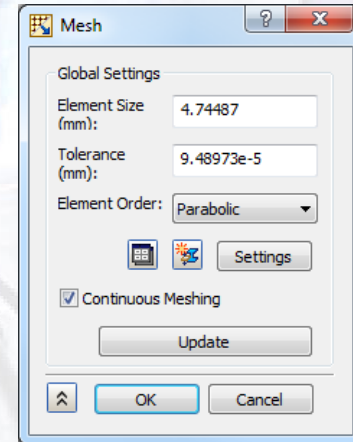 Mesh
Global Settings
Element Size
(mm):
4.74487
Tolerance
(mm):
9.48973e-5
Element Order:
Parabolic
Settings
Continuous Meshing
Update
OK
Cancel